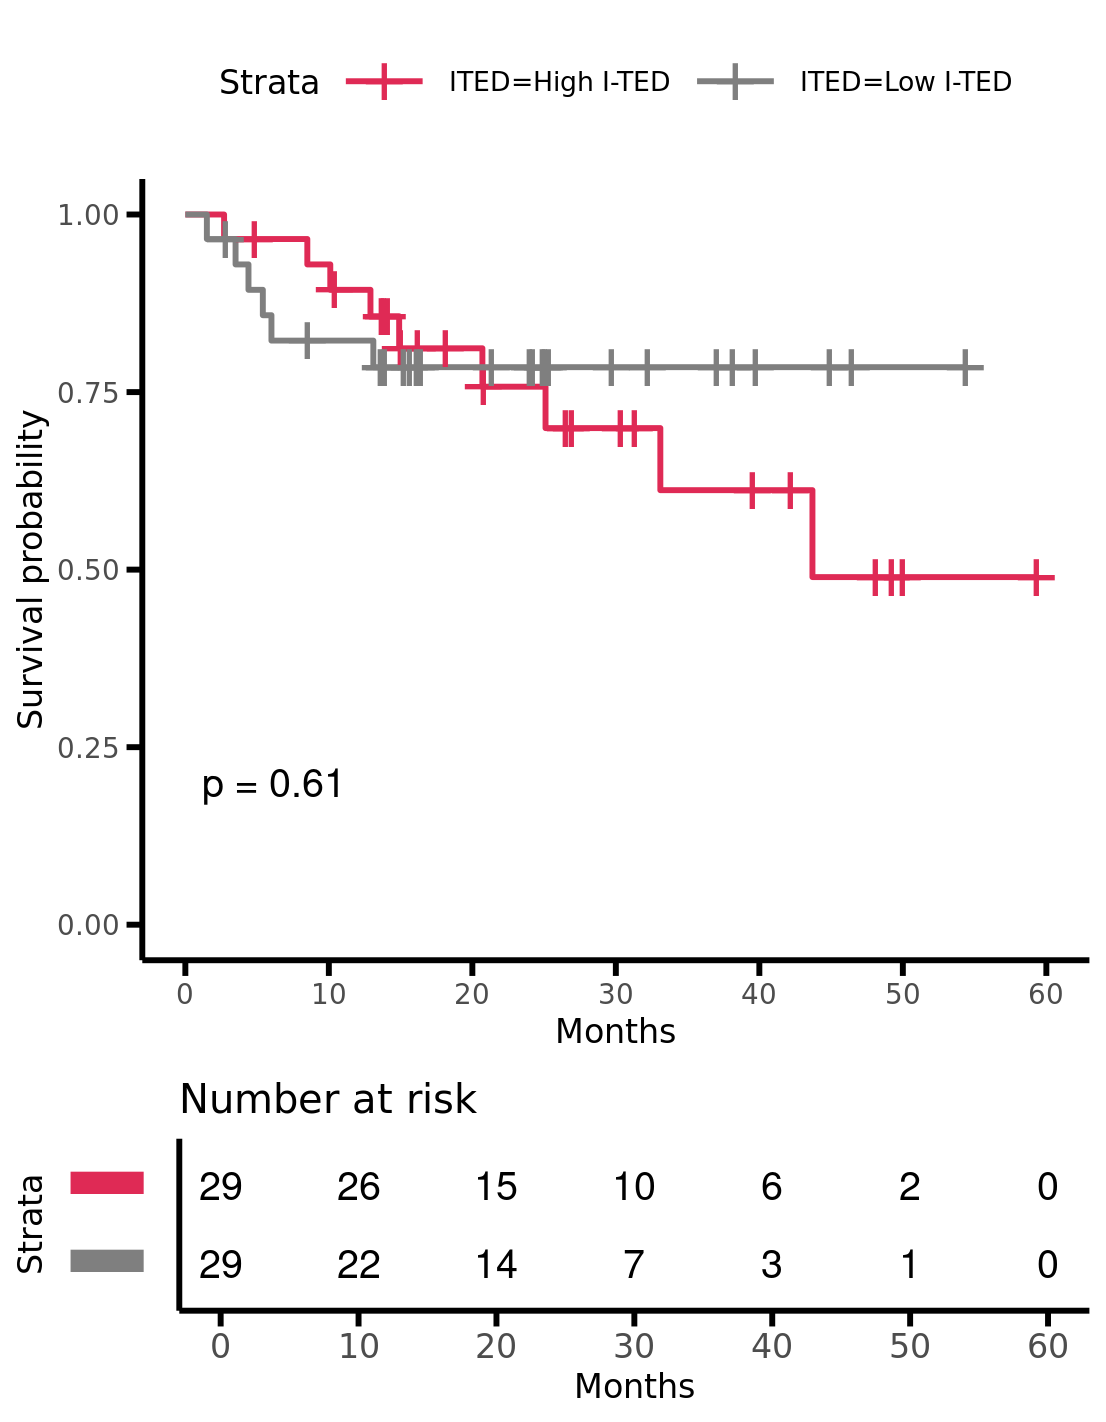 Strata ITED=High I-TED ITED=Low I-TED
1.00
0.75
0.50
0.25
0.00
Survival probability
p = 0.61
0 10 20 30 40 50 60
Months
Number at risk
Strata
29 26 15 10 6 2 0
29 22 14 7 3 1 0
0 10 20 30 40 50 60
Months